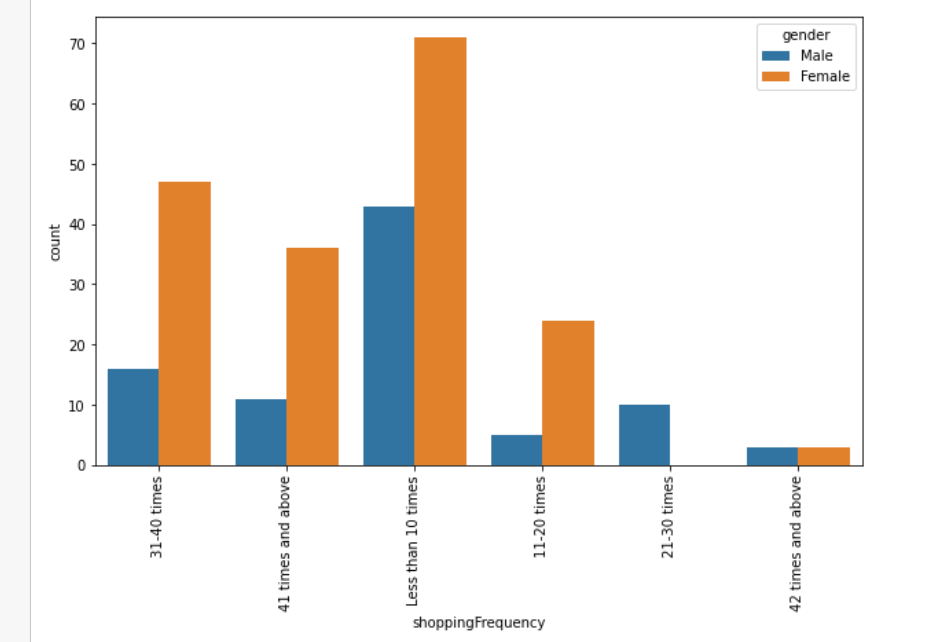 gender
Male
Female
70
60
50
40
30
20
10
0
count
31-40 times
41 times and above
Less than 10 times
11-20 times
21-30 times
42 times and above
shoppingFrequency